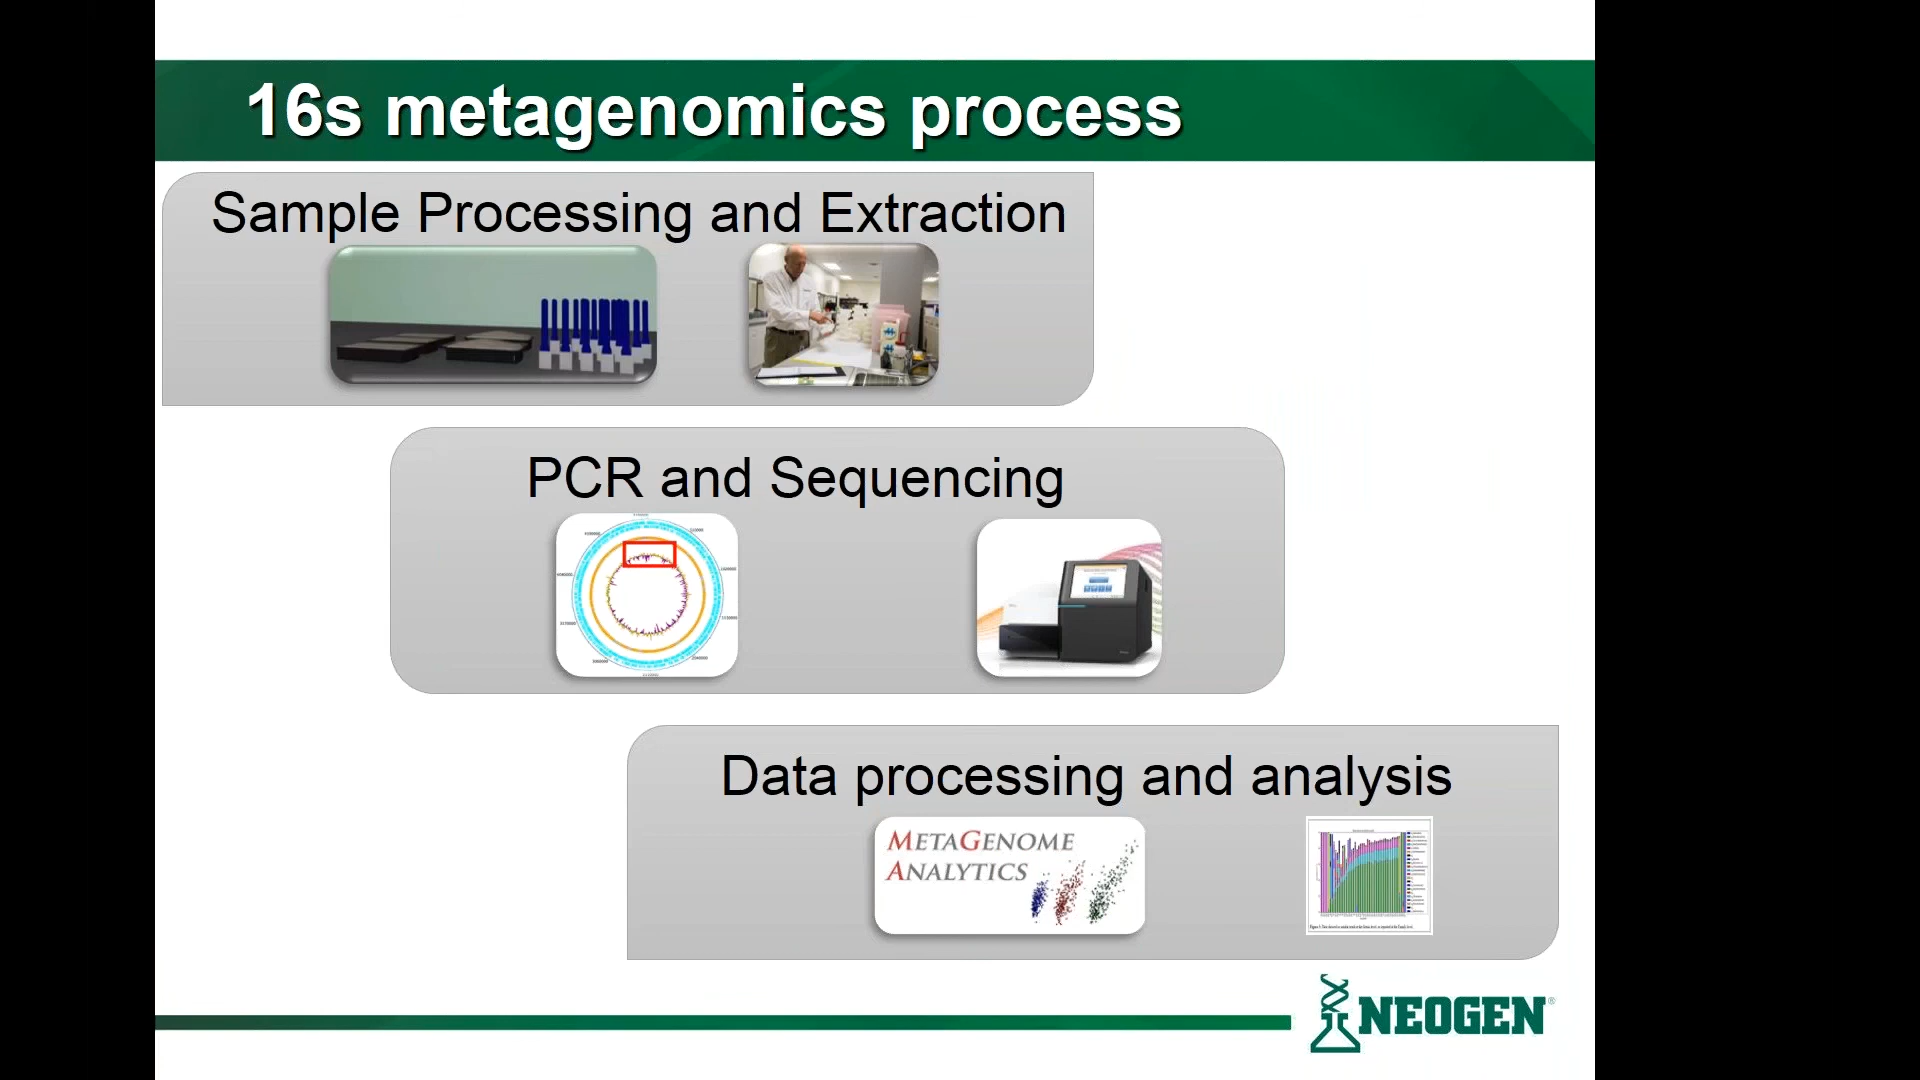 16s metagenomics process
Sample Processing and Extraction
PCR and Sequencing
Data processing and analysis
METAGENOME
ANALYTICS
NEOGEN®